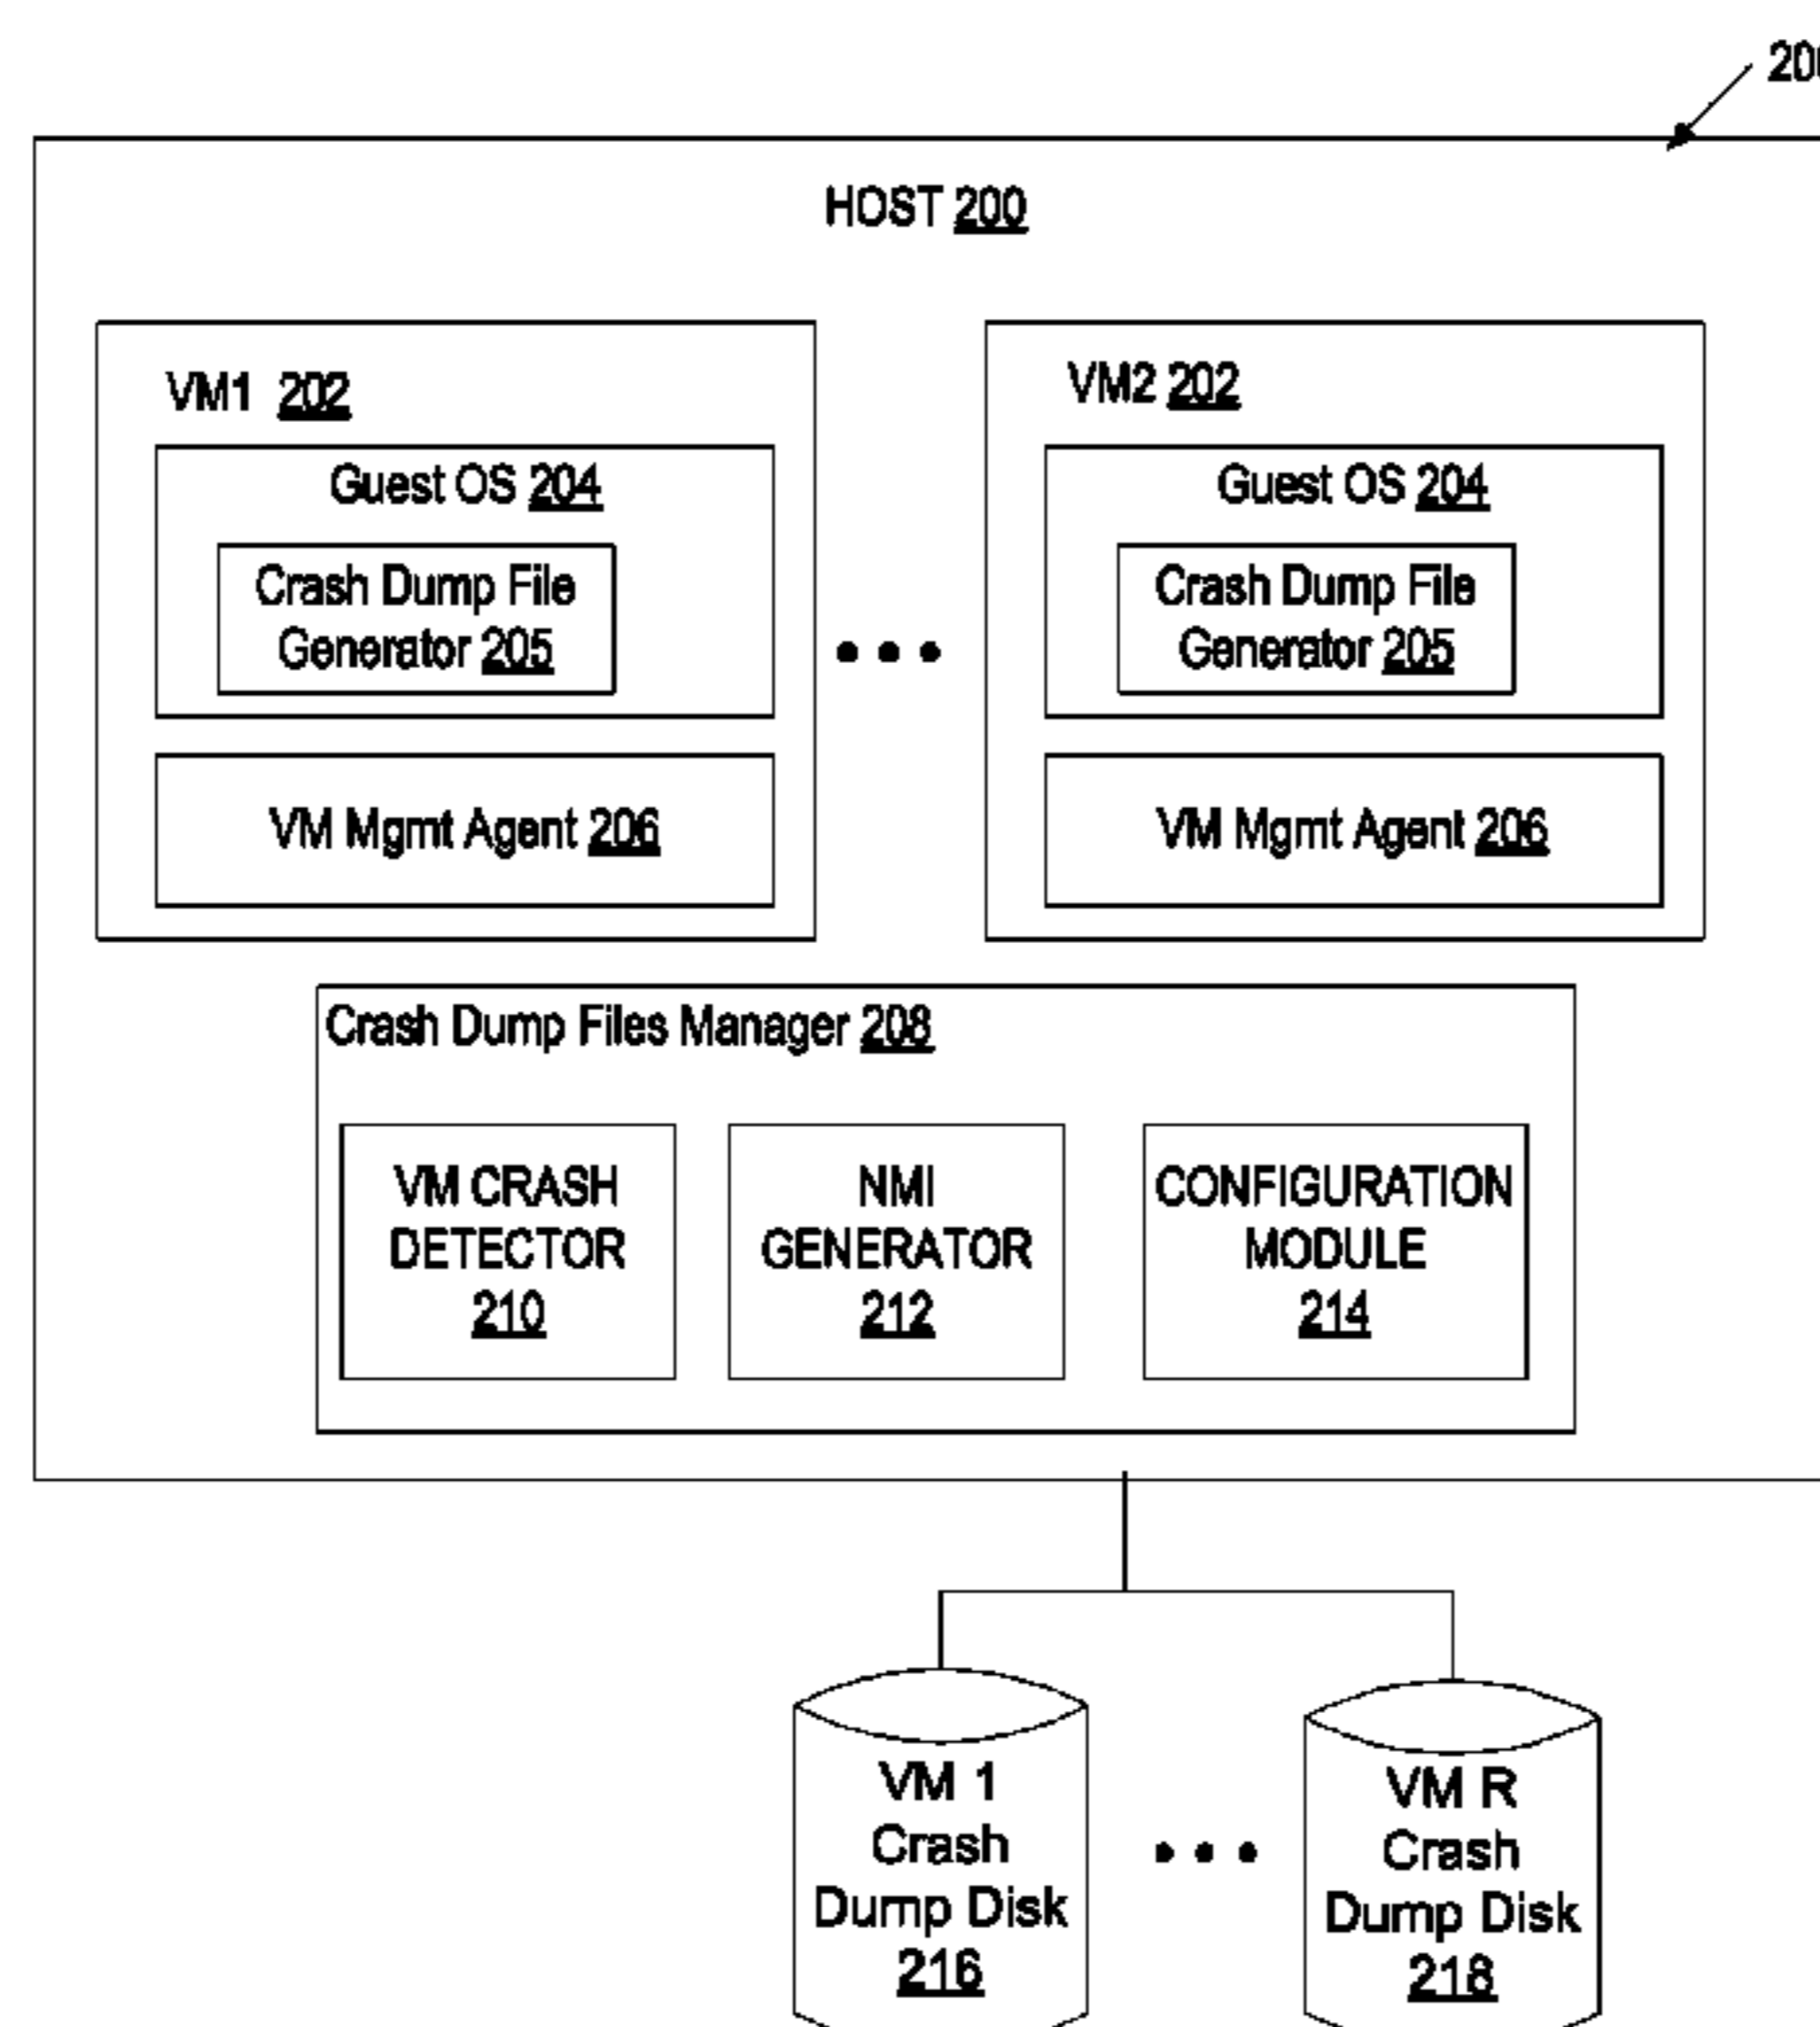 HOST 200
VM1 202
Guest OS 204
Crash Dump File
Generator 205
VM Mgmt Agent 206
VM2 202
Guest OS 204
Crash Dump File
Generator 205
VM Mgmt Agent 206
Crash Dump Files Manager 208
VM CRASH
DETECTOR
210
NMI
GENERATOR
212
CONFIGURATION
MODULE
214
VM 1
Crash
Dump Disk
216
VM R
Crash
Dump Disk
218